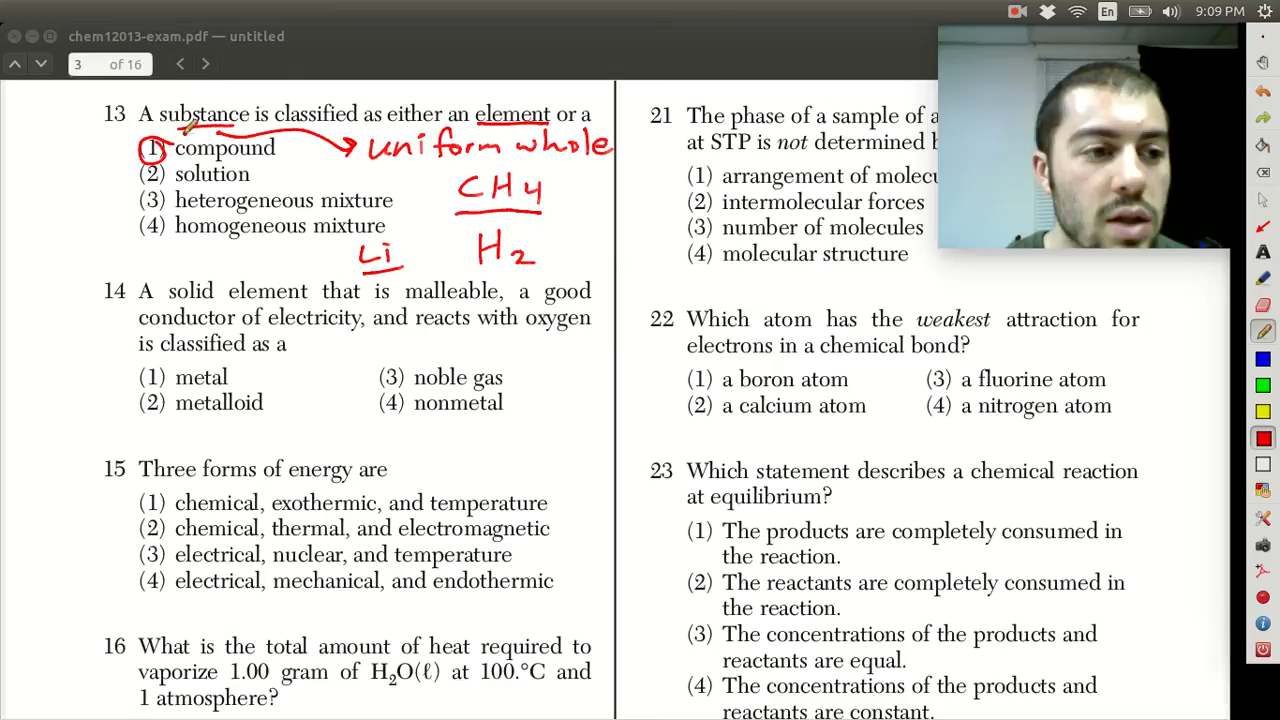 En
9:09 PM
chem12013-exam.pdf – untitled
3 of 16
13 A substance is classified as either an element or a
(1) compound
uniform whole
(2) solution
CH4
(3) heterogeneous mixture
(4) homogeneous mixture
Li
H2
14 A solid element that is malleable, a good
conductor of electricity, and reacts with oxygen
is classified as a
(1) metal
(3) noble gas
(2) metalloid
(4) nonmetal
15 Three forms of energy are
(1) chemical, exothermic, and temperature
(2) chemical, thermal, and electromagnetic
(3) electrical, nuclear, and temperature
(4) electrical, mechanical, and endothermic
16 What is the total amount of heat required to
vaporize 1.00 gram of H₂O(ℓ) at 100.°C and
1 atmosphere?
21 The phase of a sample of a
at STP is not determined
(1) arrangement of
(2) intermolecular forces
(3) number of molecules
(4) molecular structure
22 Which atom has the weakest attraction for
electrons in a chemical bond?
(1) a boron atom
(3) a fluorine atom
(2) a calcium atom
(4) a nitrogen atom
23 Which statement describes a chemical reaction
at equilibrium?
(1) The products are completely consumed in
the reaction.
(2) The reactants are completely consumed in
the reaction.
(3) The concentrations of the products and
reactants are equal.
(4) The concentrations of the products and
reactants are constant.